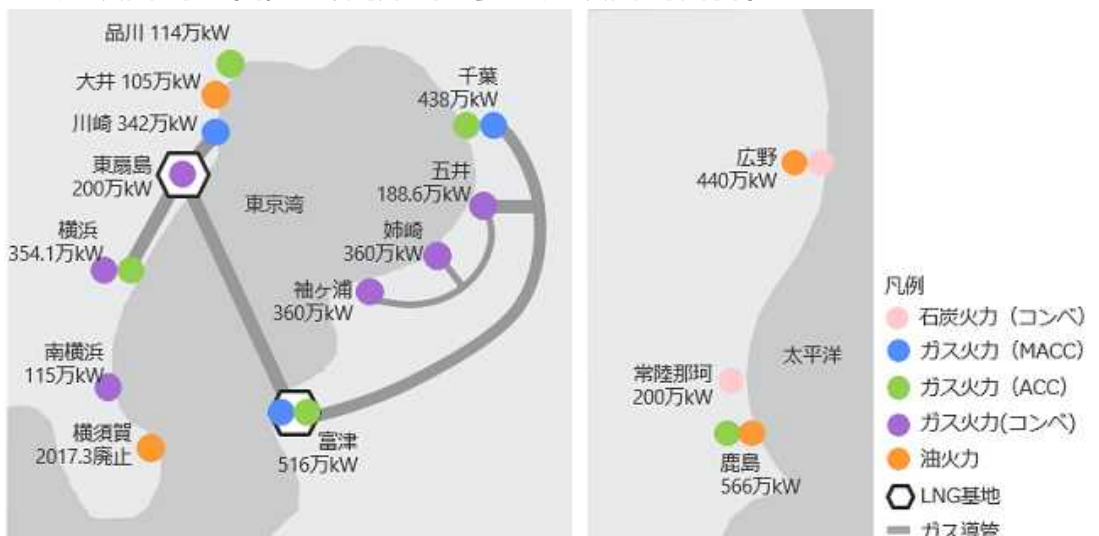 品川 114万kW
大井 105万kW
川崎 342万kW
東扇島
200万kW
横浜
354.1万kW
南横浜
115万kW
横須賀
2017.3廃止
東京湾
千葉
438万kW
五井
188.6万kW
姉崎
360万kW
袖ヶ浦
360万kW
富津
516万kW
広野
440万kW
太平洋
常陸那珂
200万kW
鹿島
566万kW
凡例
石炭火力（コンベ）
ガス火力（MACC）
ガス火力（ACC）
ガス火力(コンベ)
油火力
LNG基地
ガス導管